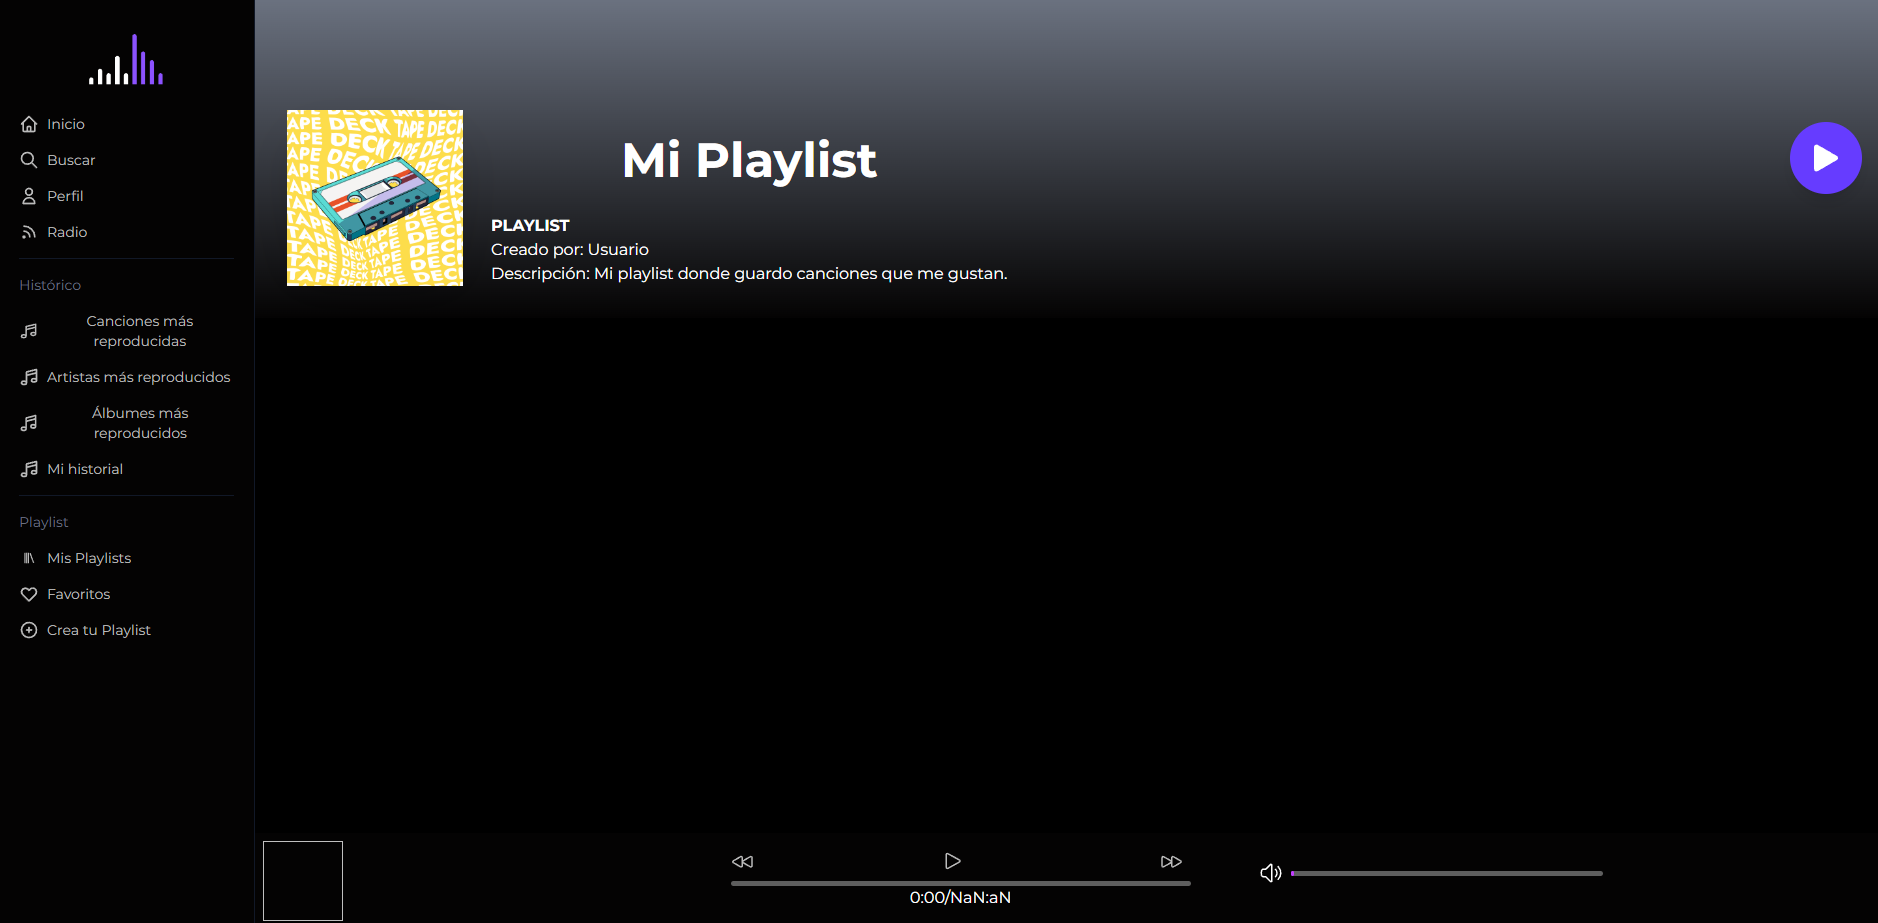 Inicio
Buscar
Perfil
Radio
Histórico
Canciones más
reproducidas
Artistas más reproducidos
Álbumes más
reproducidos
Mi historial
Playlist
Mis Playlists
Favoritos
Crea tu Playlist
TAPE DECK TAPE DECK
Mi Playlist
PLAYLIST
Creado por: Usuario
Descripción: Mi playlist donde guardo canciones que me gustan.
0:00/NaN:aN